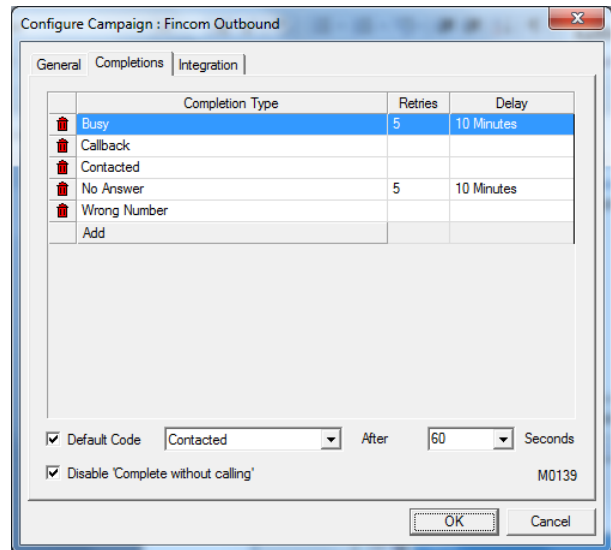 Configure Campaign : Fincom Outbound
General Completions Integration
Completion Type Retries Delay
Busy 5 10 Minutes
Callback
Contacted
No Answer 5 10 Minutes
Wrong Number
Add
Default Code Contacted After 60 Seconds
Disable 'Complete without calling' M0139
OK Cancel